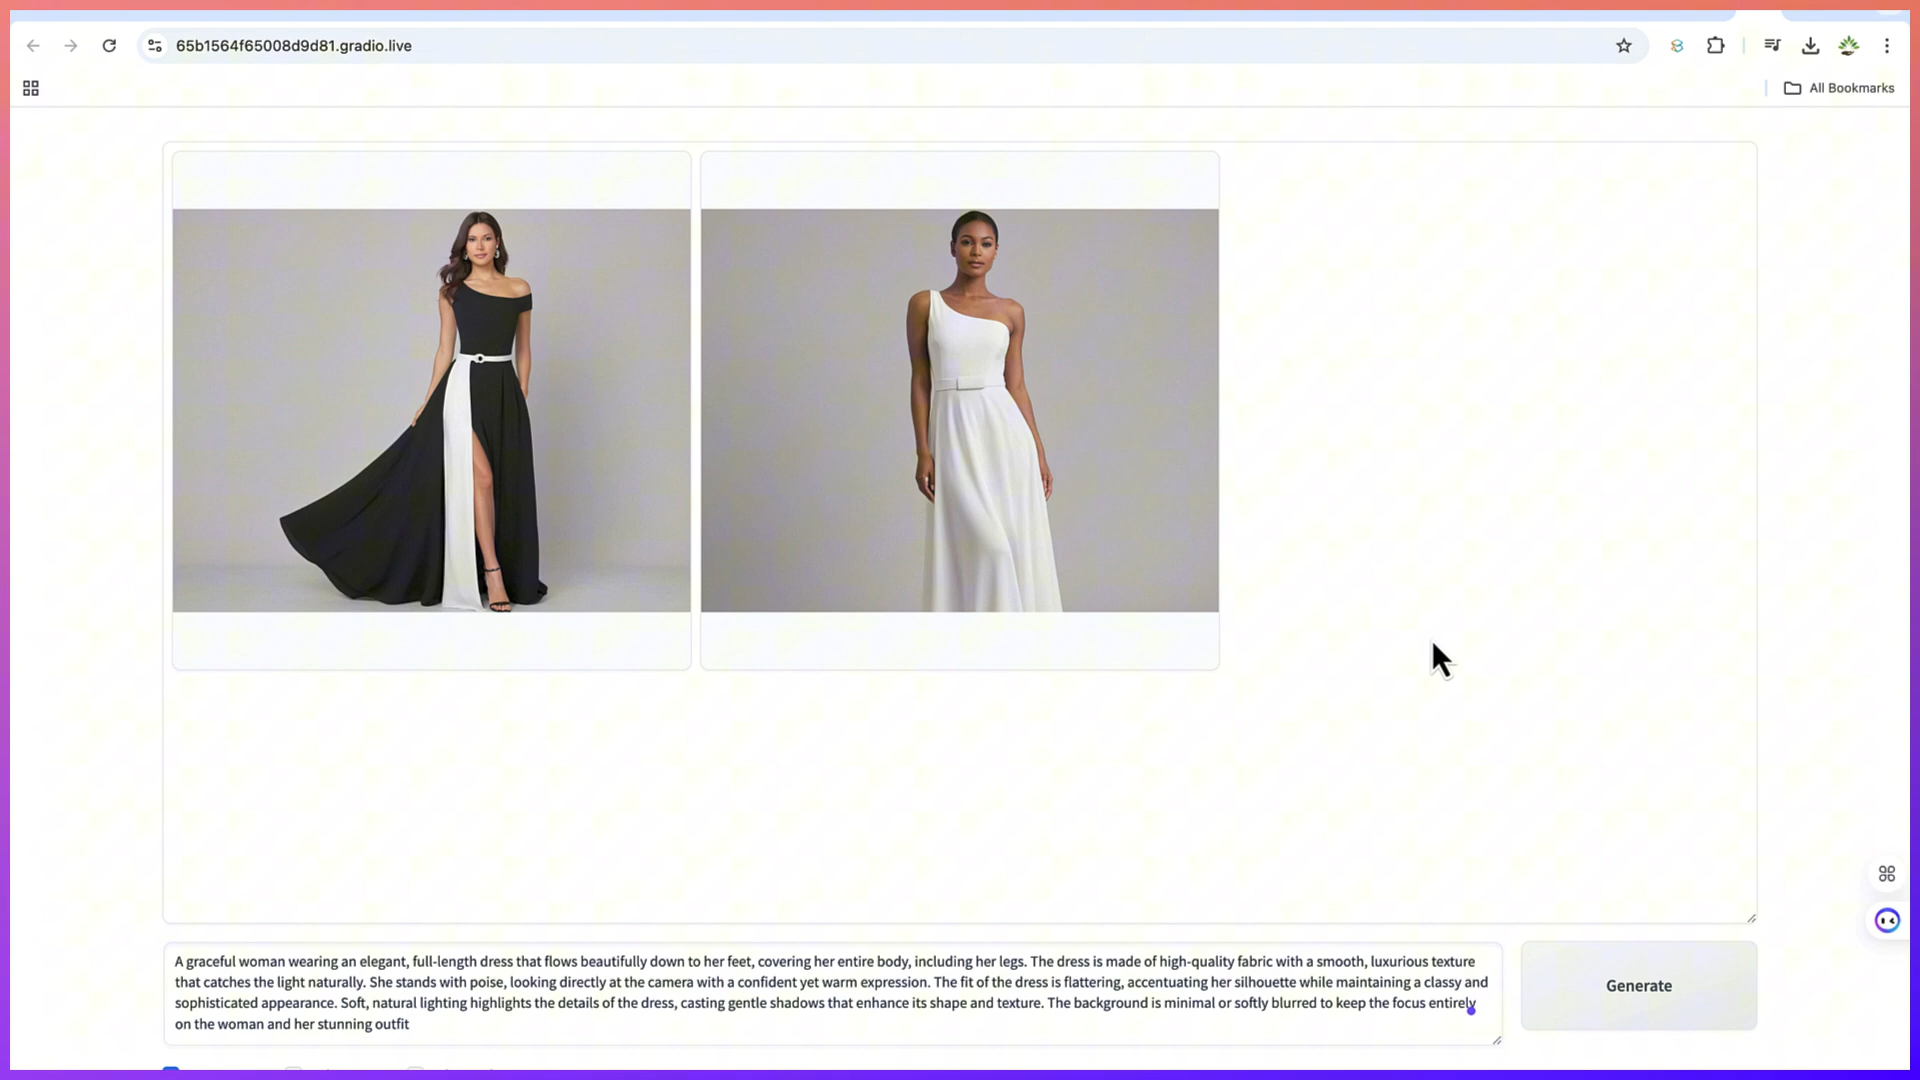 65b1564f65008d9d81.gradio.live
All Bookmarks
A graceful woman wearing an elegant, full-length dress that flows beautifully down to her feet, covering her entire body, including her legs. The dress is made of high-quality fabric with a smooth, luxurious texture
that catches the light naturally. She stands with poise, looking directly at the camera with a confident yet warm expression. The fit of the dress is flattering, accentuating her silhouette while maintaining a classy and
sophisticated appearance. Soft, natural lighting highlights the details of the dress, casting gentle shadows that enhance its shape and texture. The background is minimal or softly blurred to keep the focus entirely
on the woman and her stunning outfit
Generate